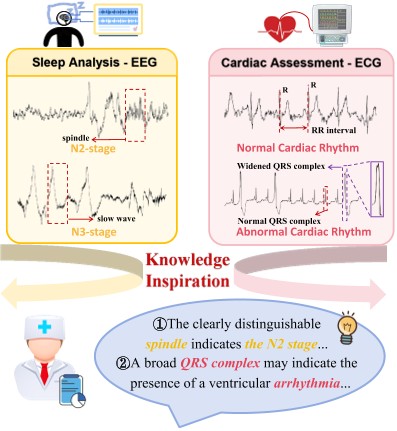 Sleep Analysis - EEG
spindle
N2-stage
slow wave
N3-stage
Cardiac Assessment - ECG
R
R
RR interval
Normal Cardiac Rhythm
Widened QRS complex
Normal QRS complex
Abnormal Cardiac Rhythm
Knowledge
Inspiration
①The clearly distinguishable
spindle indicates the N2 stage...
②A broad QRS complex may indicate the
presence of a ventricular arrhythmia...